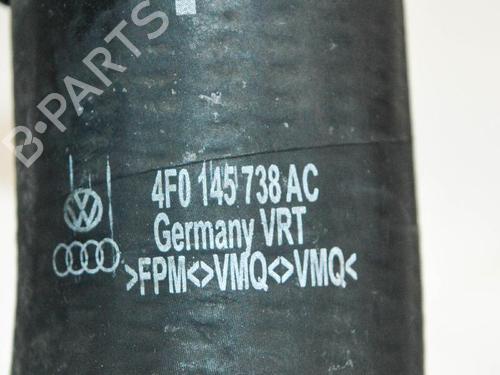 B-PARTS
4F0 145 738 AC
Germany VRT
>FPM<>VMQ<>VMQ<